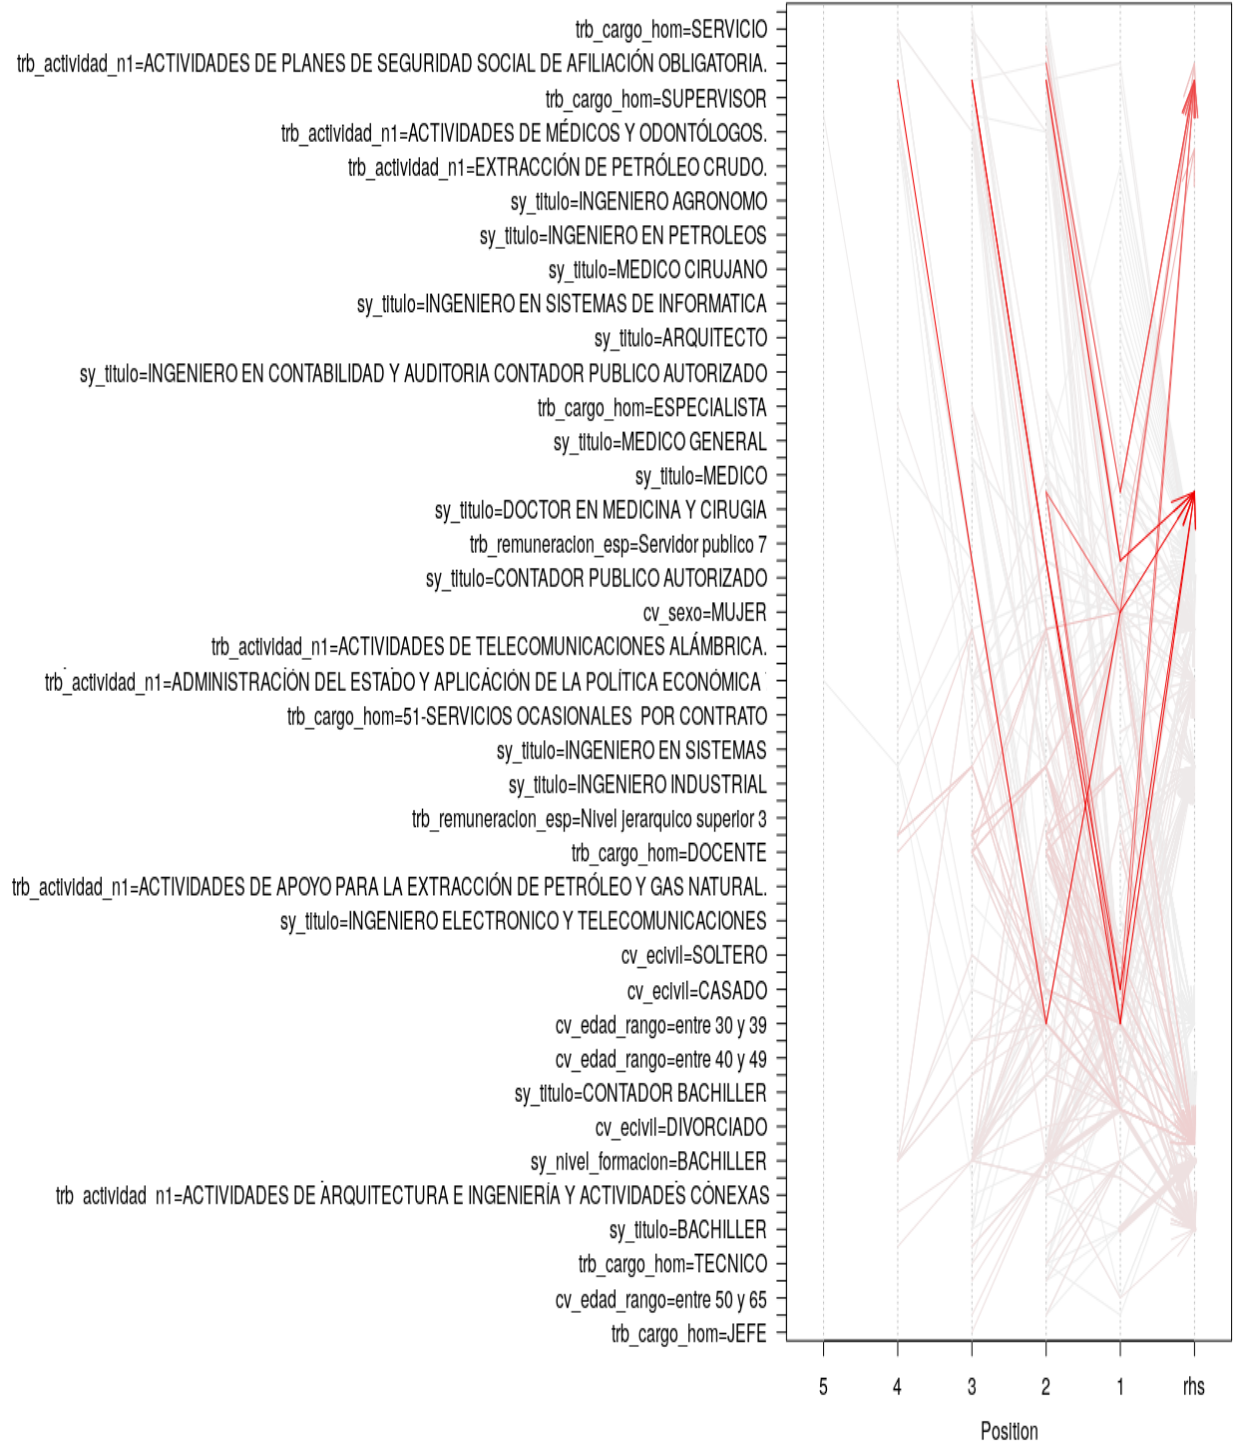 trb_cargo_hom=SERVICIO
trb_actividad_n1=ACTIVIDADES DE PLANES DE SEGURIDAD SOCIAL DE AFILIACIÓN OBLIGATORIA.
trb_cargo_hom=SUPERVISOR
trb_actividad_n1=ACTIVIDADES DE MÉDICOS Y ODONTÓLOGOS.
trb_actividad_n1=EXTRACCIÓN DE PETRÓLEO CRUDO.
sy_titulo=INGENIERO AGRONOMO
sy_titulo=INGENIERO EN PETROLEOS
sy_titulo=MEDICO CIRUJANO
sy_titulo=INGENIERO EN SISTEMAS DE INFORMATICA
sy_titulo=ARQUITECTO
sy_titulo=INGENIERO EN CONTABILIDAD Y AUDITORIA CONTADOR PUBLICO AUTORIZADO
trb_cargo_hom=ESPECIALISTA
sy_titulo=MEDICO GENERAL
sy_titulo=MEDICO
sy_titulo=DOCTOR EN MEDICINA Y CIRUGIA
trb_remuneracion_esp=Servidor publico 7
sy_titulo=CONTADOR PUBLICO AUTORIZADO
cv_sexo=MUJER
trb_actividad_n1=ACTIVIDADES DE TELECOMUNICACIONES ALÁMBRICA.
trb_actividad_n1=ADMINISTRACIÓN DEL ESTADO Y APLICACIÓN DE LA POLÍTICA ECONÓMICA
trb_cargo_hom=51-SERVICIOS OCASIONALES POR CONTRATO
sy_titulo=INGENIERO EN SISTEMAS
sy_titulo=INGENIERO INDUSTRIAL
trb_remuneracion_esp=Nivel jerarquico superior 3
trb_cargo_hom=DOCENTE
trb_actividad_n1=ACTIVIDADES DE APOYO PARA LA EXTRACCIÓN DE PETRÓLEO Y GAS NATURAL.
sy_titulo=INGENIERO ELECTRONICO Y TELECOMUNICACIONES
cv_ecivil=SOLTERO
cv_ecivil=CASADO
cv_edad_rango=entre 30 y 39
cv_edad_rango=entre 40 y 49
sy_titulo=CONTADOR BACHILLER
cv_ecivil=DIVORCIADO
sy_nivel_formacion=BACHILLER
trb_actividad_n1=ACTIVIDADES DE ARQUITECTURA E INGENIERÍA Y ACTIVIDADES CONEXAS
sy_titulo=BACHILLER
trb_cargo_hom=TECNICO
cv_edad_rango=entre 50 y 65
trb_cargo_hom=JEFE
5 4 3 2 1 rhs
Position